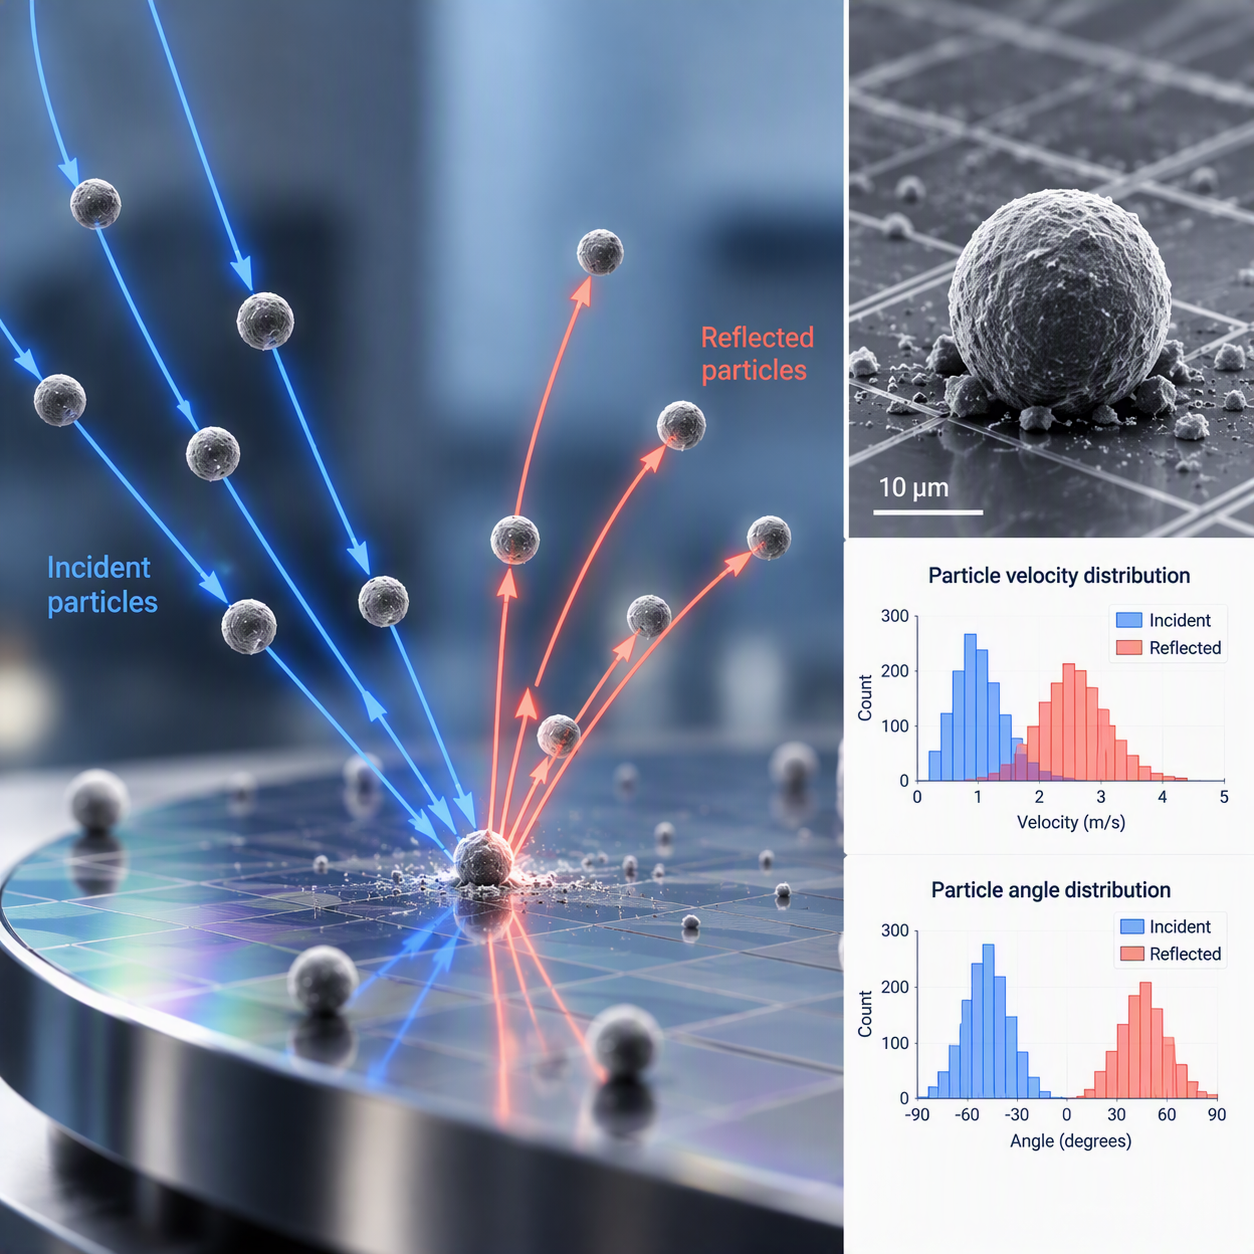 Reflected
particles
Incident
particles
10 μm
Particle velocity distribution
300
200
100
0
Count
Incident
Reflected
0 1 2 3 4 5
Velocity (m/s)
Particle angle distribution
300
200
100
0
Count
Incident
Reflected
-90 -60 -30 0 30 60 90
Angle (degrees)